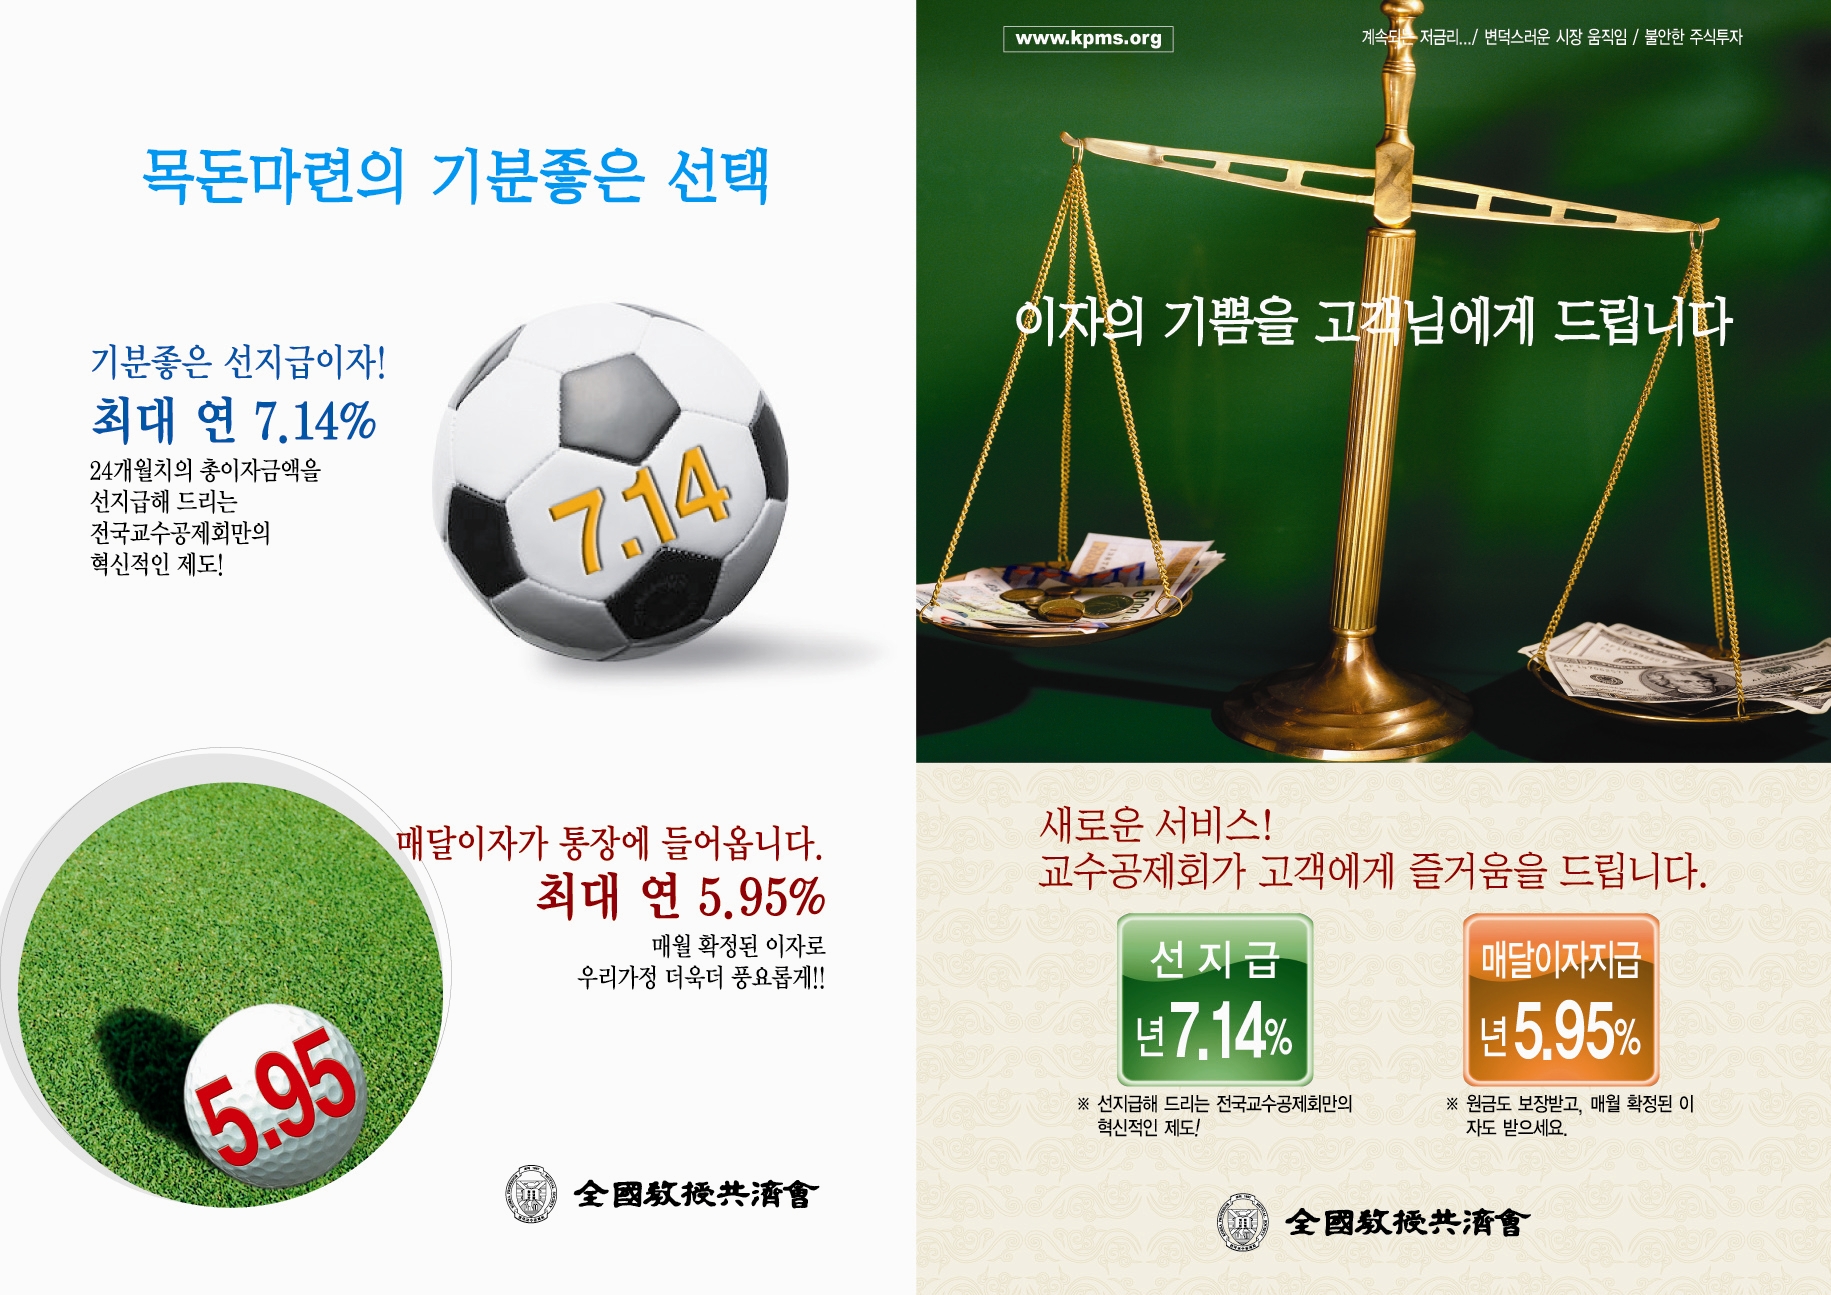 목돈마련의 기분좋은 선택
기분좋은 선지급이자!
최대 연 7.14%
24개월치의 총이자금액을
선지급해 드리는
전국교수공제회만의
혁신적인 제도!
7.14
매달이자가 통장에 들어옵니다.
최대 연 5.95%
매월 확정된 이자로
우리가정 더욱더 풍요롭게!!
5.95
全國敎授共濟會
www.kpms.org
계속되는 저금리.../ 변덕스러운 시장 움직임 / 불안한 주식투자
이자의 기쁨을 고객님에게 드립니다
새로운 서비스!
교수공제회가 고객에게 즐거움을 드립니다.
선지급
년7.14%
※ 선지급해 드리는 전국교수공제회만의
혁신적인 제도!
매달이자지급
년5.95%
※ 원금도 보장받고, 매월 확정된 이
자도 받으세요.
全國敎授共濟會